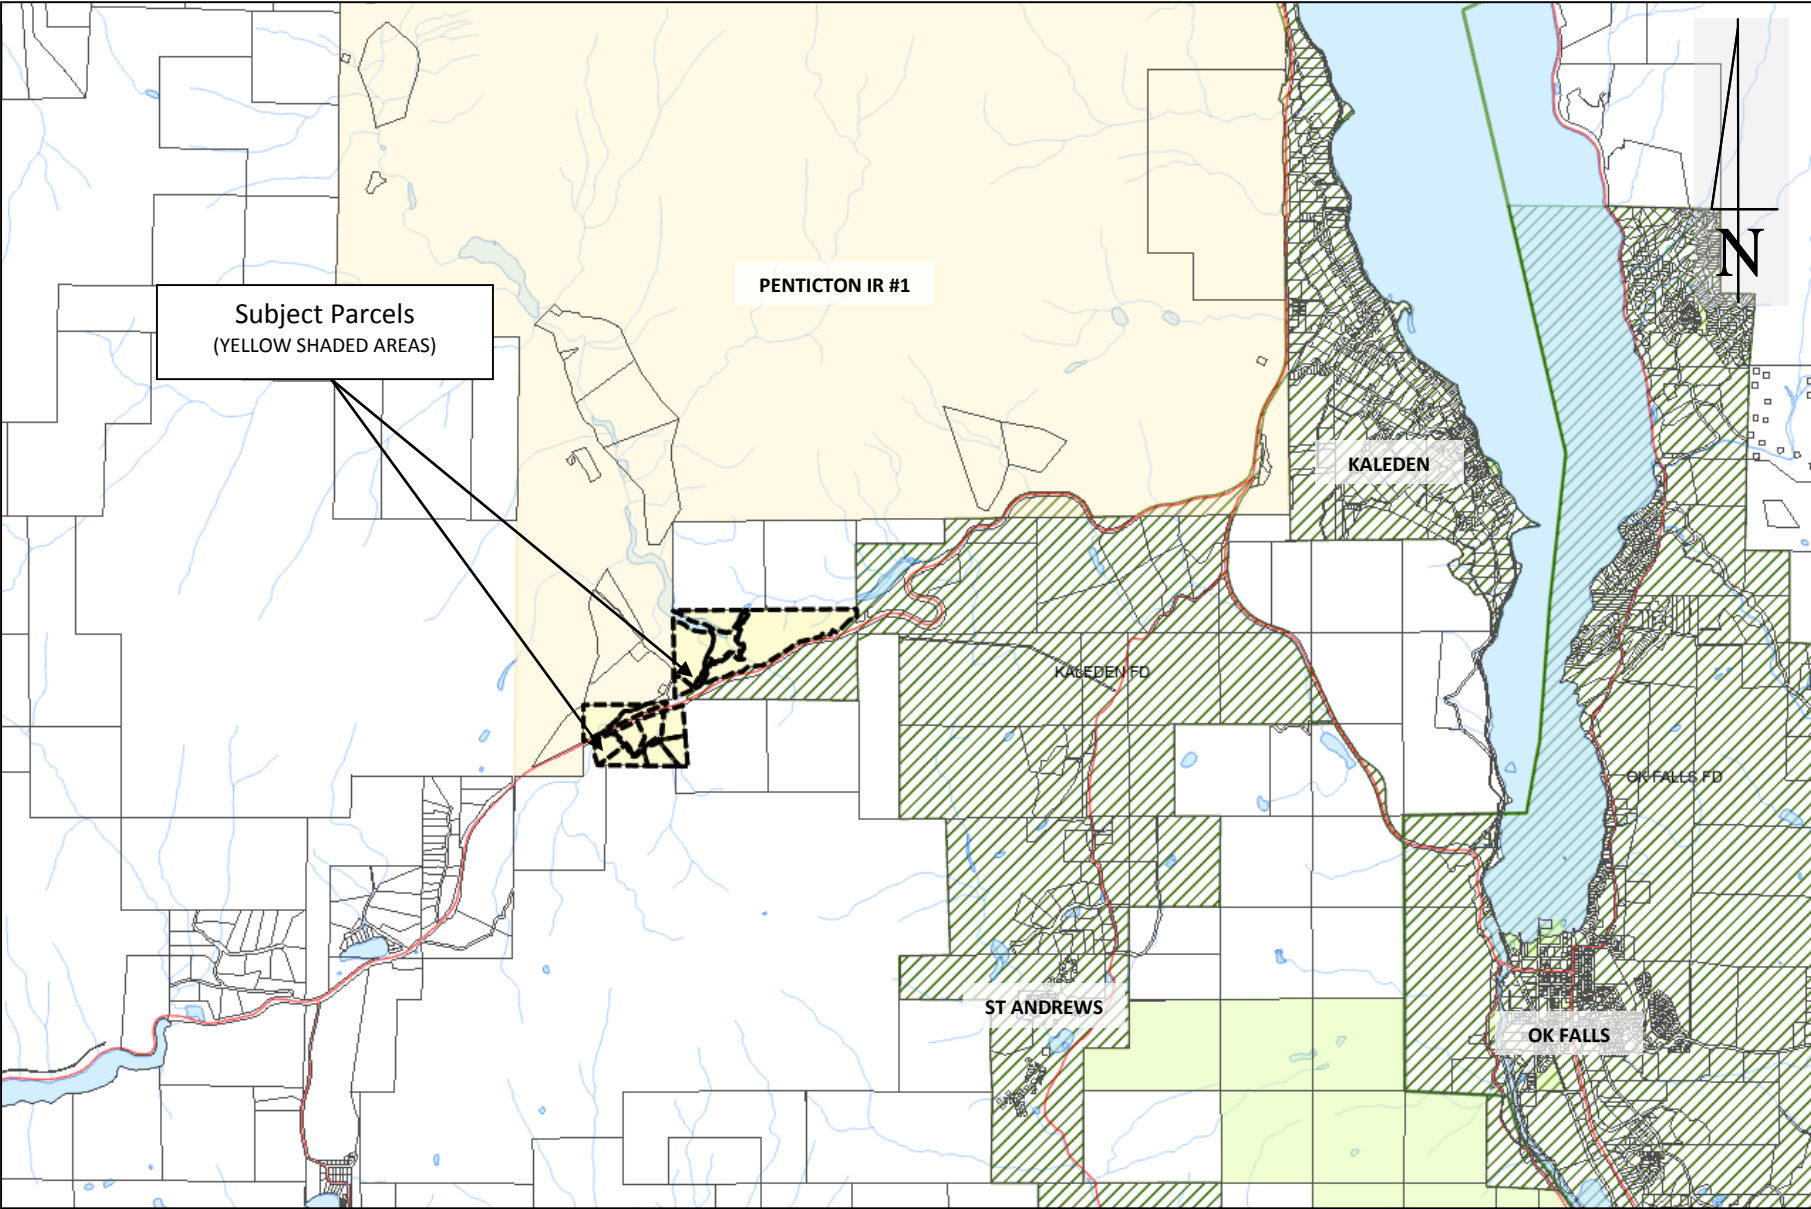 N
PENTICTON IR #1
Subject Parcels
(YELLOW SHADED AREAS)
KALEDEN
KALEDEN FD
OK FALLS FD
ST ANDREWS
OK FALLS